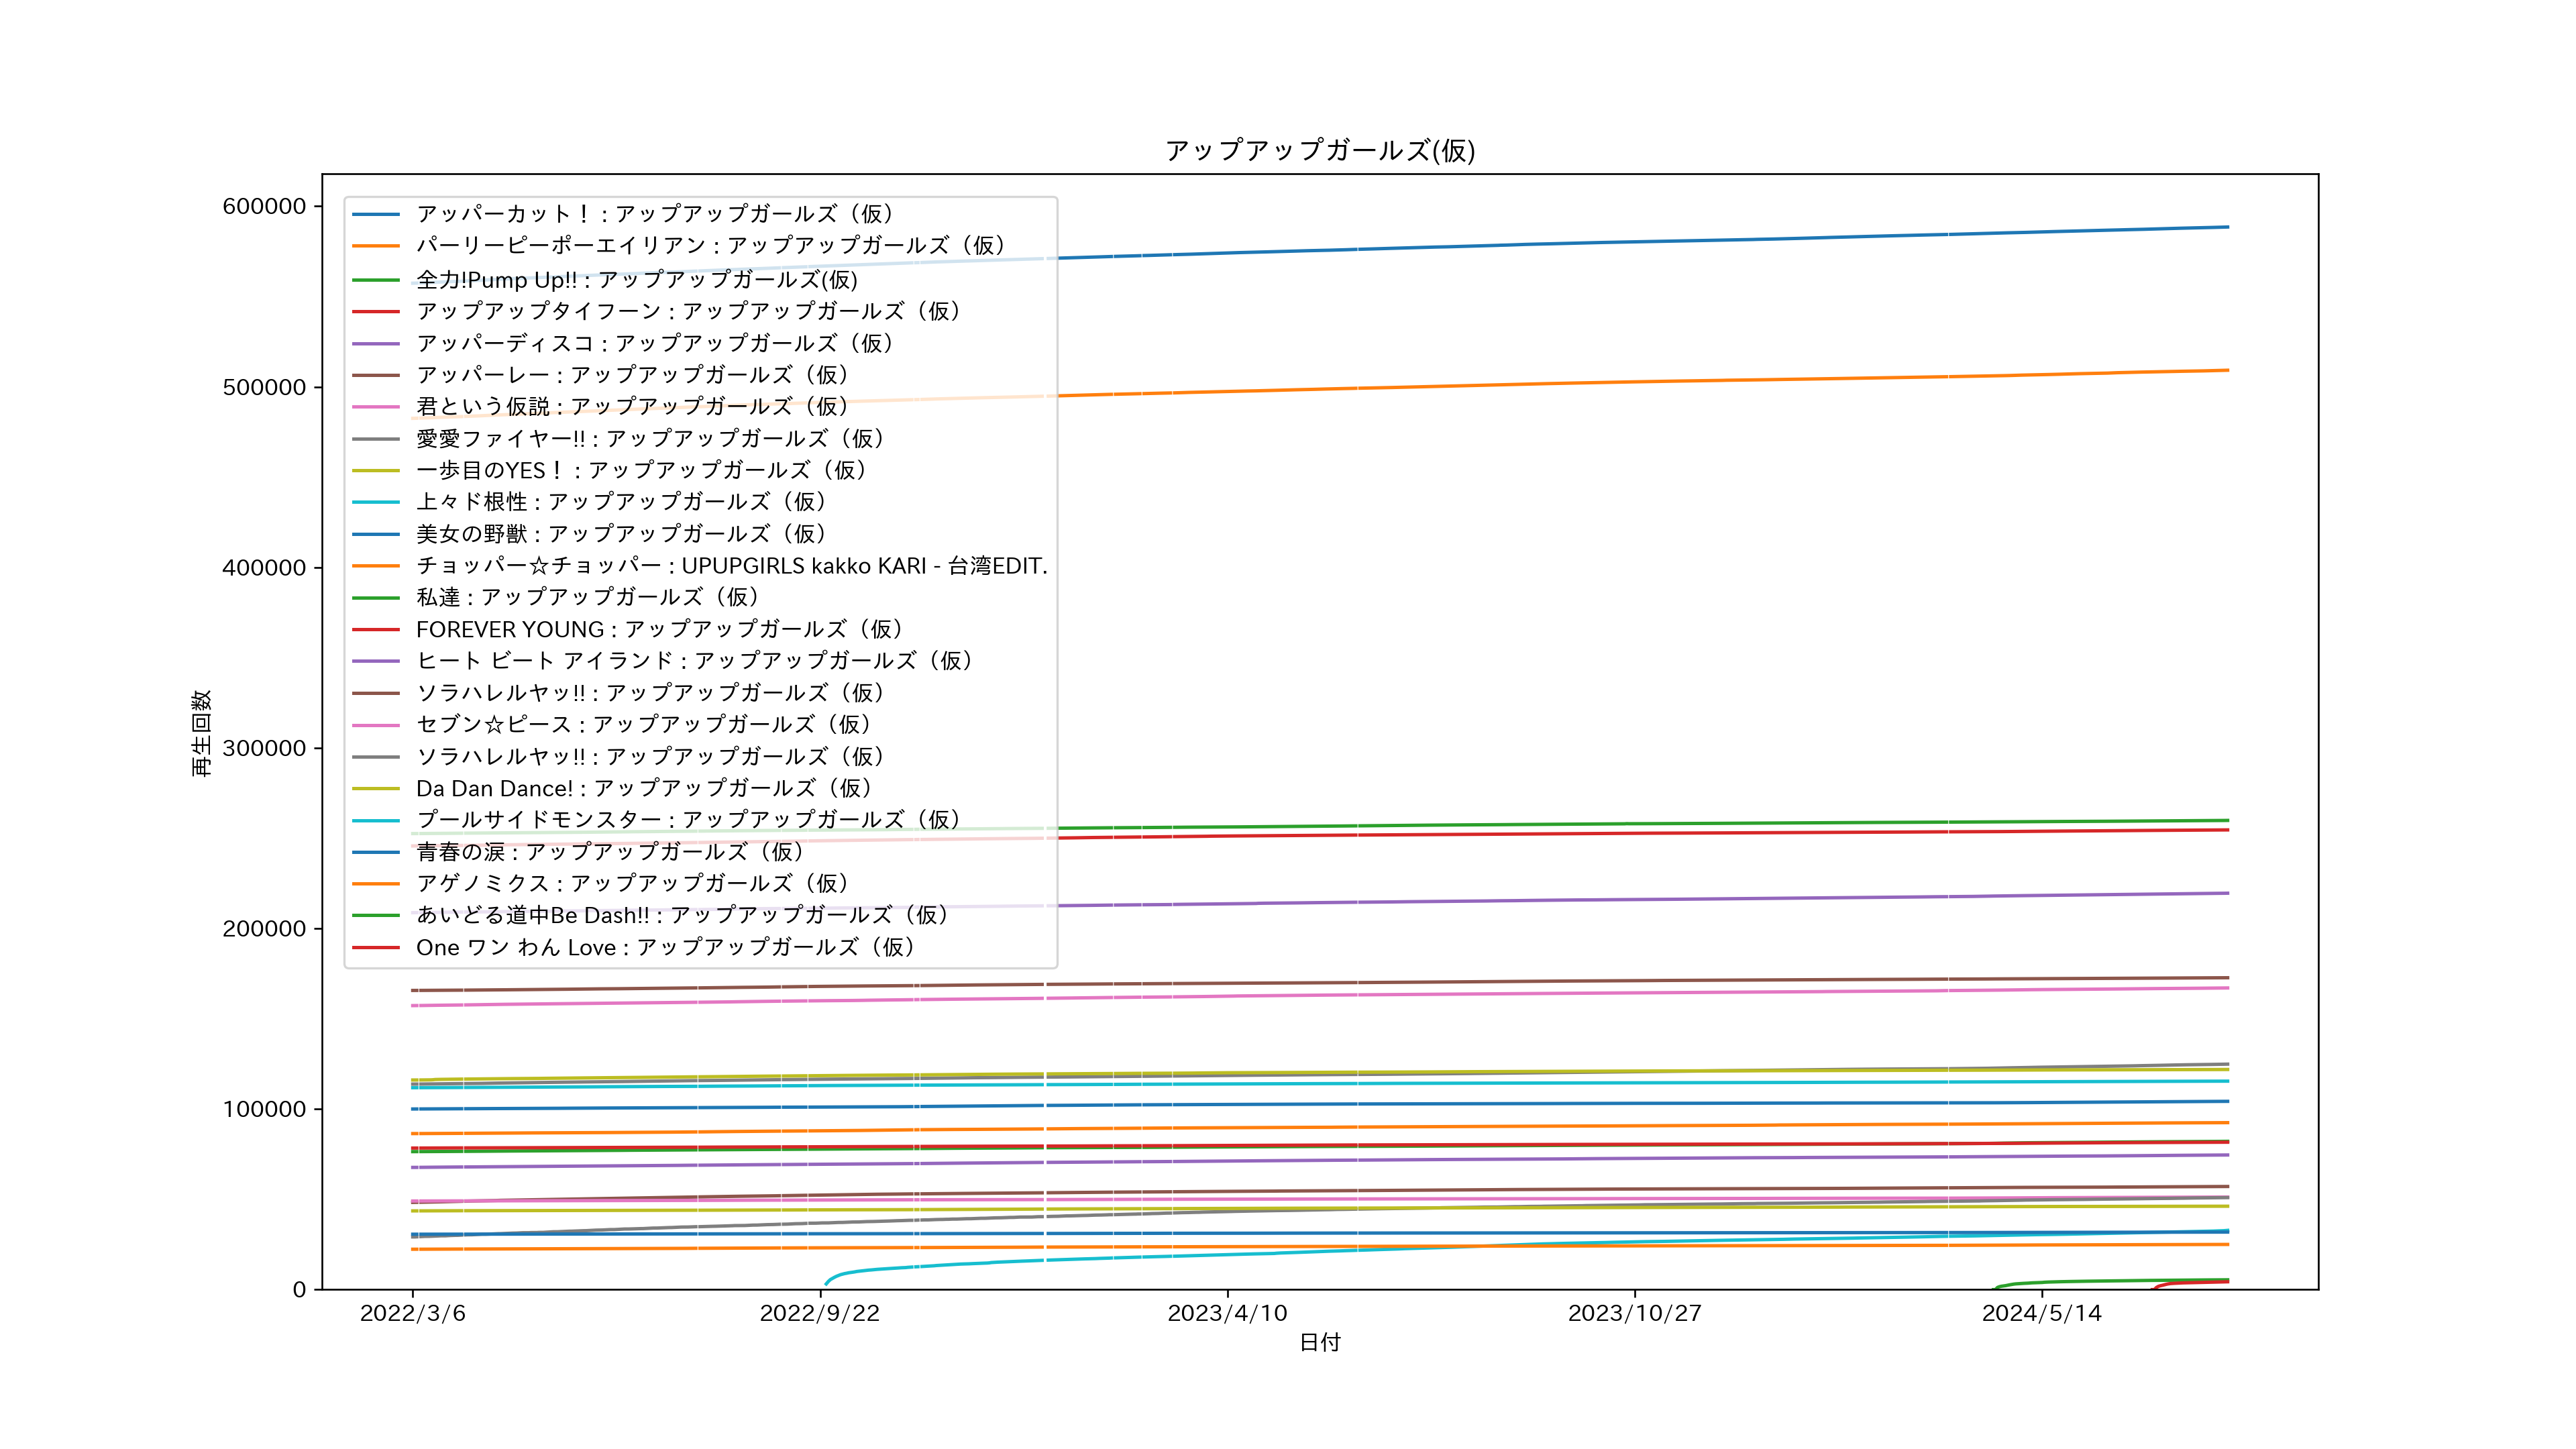 アップアップガールズ(仮)
600000
500000
400000
300000
200000
100000
0
再生回数
アッパーカット！ : アップアップガールズ（仮）
パーリーピーポーエイリアン : アップアップガールズ（仮）
全力!Pump Up!! : アップアップガールズ(仮)
アップアップタイフーン : アップアップガールズ（仮）
アッパーディスコ : アップアップガールズ（仮）
アッパーレー : アップアップガールズ（仮）
君という仮説 : アップアップガールズ（仮）
愛愛ファイヤー!! : アップアップガールズ（仮）
一歩目のYES！ : アップアップガールズ（仮）
上々ド根性 : アップアップガールズ（仮）
美女の野獣 : アップアップガールズ（仮）
チョッパー☆チョッパー : UPUPGIRLS kakko KARI - 台湾EDIT.
私達 : アップアップガールズ（仮）
FOREVER YOUNG : アップアップガールズ（仮）
ヒート ビート アイランド : アップアップガールズ（仮）
ソラハレルヤッ!! : アップアップガールズ（仮）
セブン☆ピース : アップアップガールズ（仮）
ソラハレルヤッ!! : アップアップガールズ（仮）
Da Dan Dance! : アップアップガールズ（仮）
プールサイドモンスター : アップアップガールズ（仮）
青春の涙 : アップアップガールズ（仮）
アゲノミクス : アップアップガールズ（仮）
あいどる道中Be Dash!! : アップアップガールズ（仮）
One ワン わん Love : アップアップガールズ（仮）
2022/3/6
2022/9/22
2023/4/10
2023/10/27
2024/5/14
日付